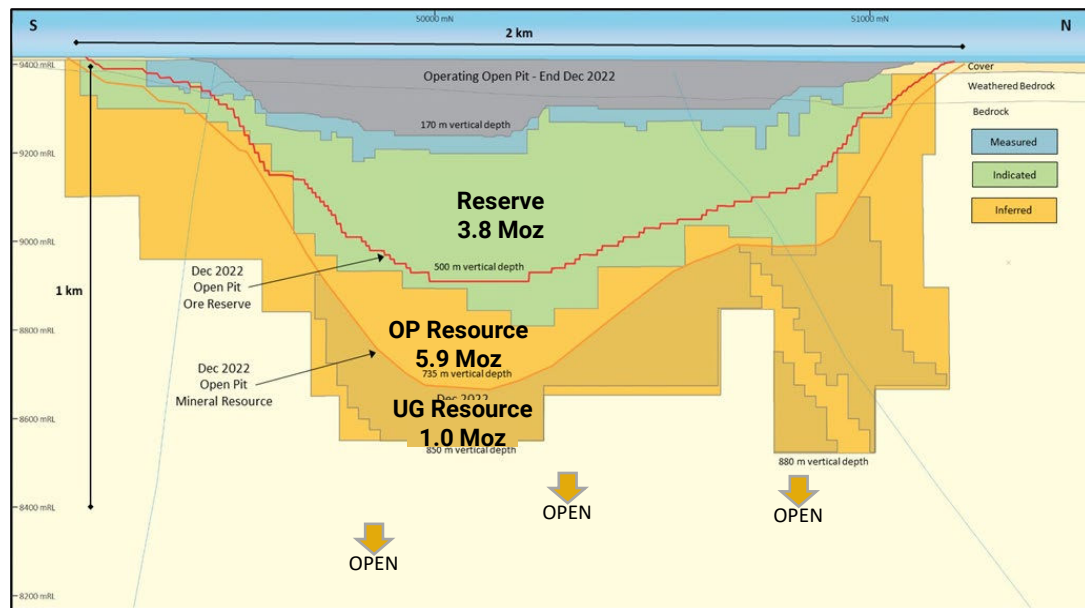 S
50000 mN
51000 mN
N
2 km
9400 mRL
Operating Open Pit - End Dec 2022
Cover
Weathered Bedrock
Bedrock
170 m vertical depth
Measured
9200 mRL
Indicated
Inferred
Reserve
3.8 Moz
9000 mRL
500 m vertical depth
Dec 2022
Open Pit
Ore Reserve
1 km
8800 mRL
OP Resource
5.9 Moz
735 m vertical depth
Dec 2022
Open Pit
Mineral Resource
Dec 2022
UG Resource
1.0 Moz
8600 mRL
850 m vertical depth
880 m vertical depth
8400 mRL
OPEN
OPEN
OPEN
8200 mRL